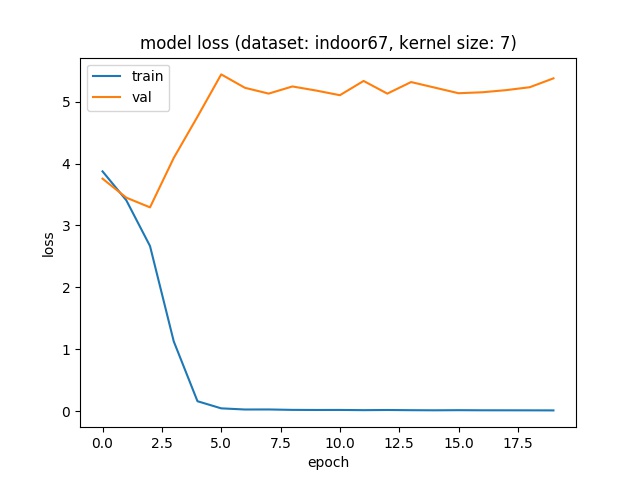 model loss (dataset: indoor67, kernel size: 7)
train
val
loss
5
4
3
2
1
0
0.0 2.5 5.0 7.5 10.0 12.5 15.0 17.5
epoch